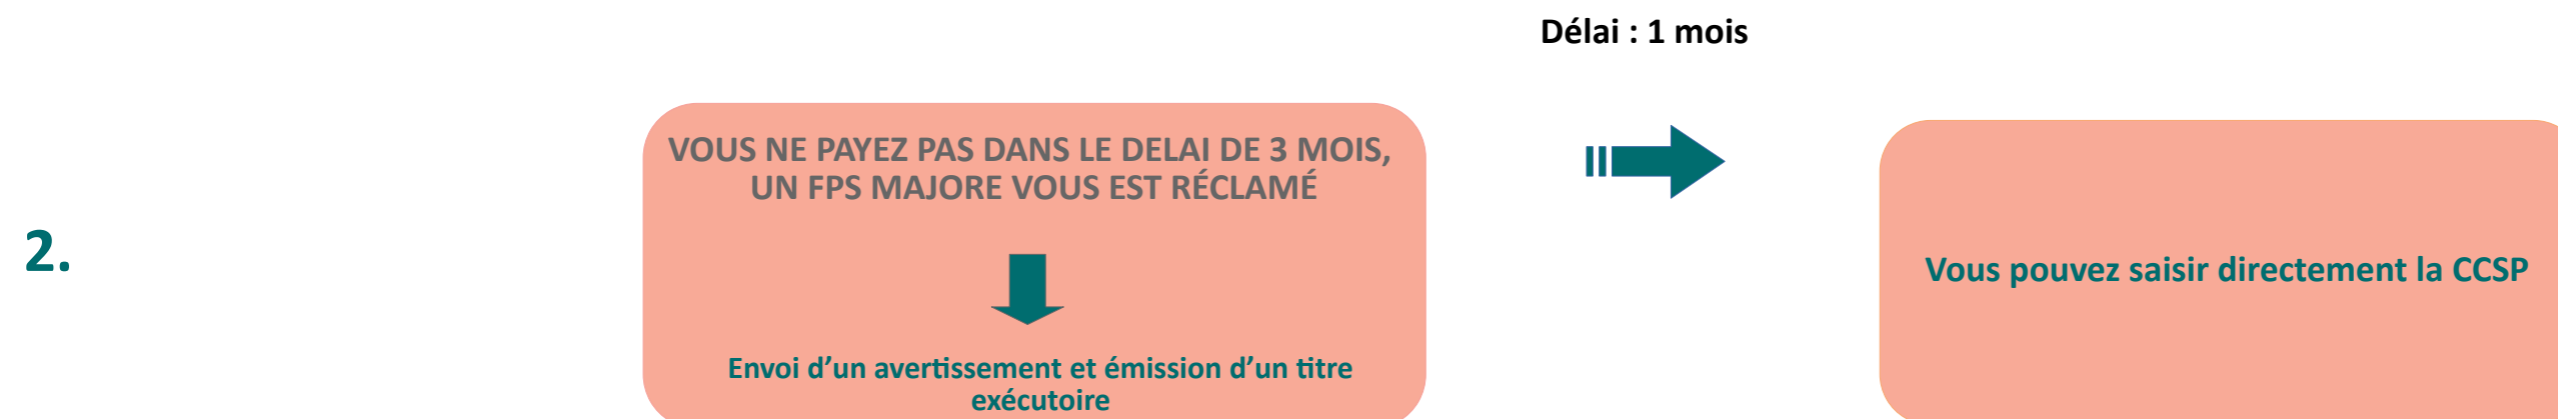 Délai : 1 mois
VOUS NE PAYEZ PAS DANS LE DELAI DE 3 MOIS,
UN FPS MAJORE VOUS EST RÉCLAMÉ
2.
Vous pouvez saisir directement la CCSP
Envoi d’un avertissement et émission d’un titre
exécutoire